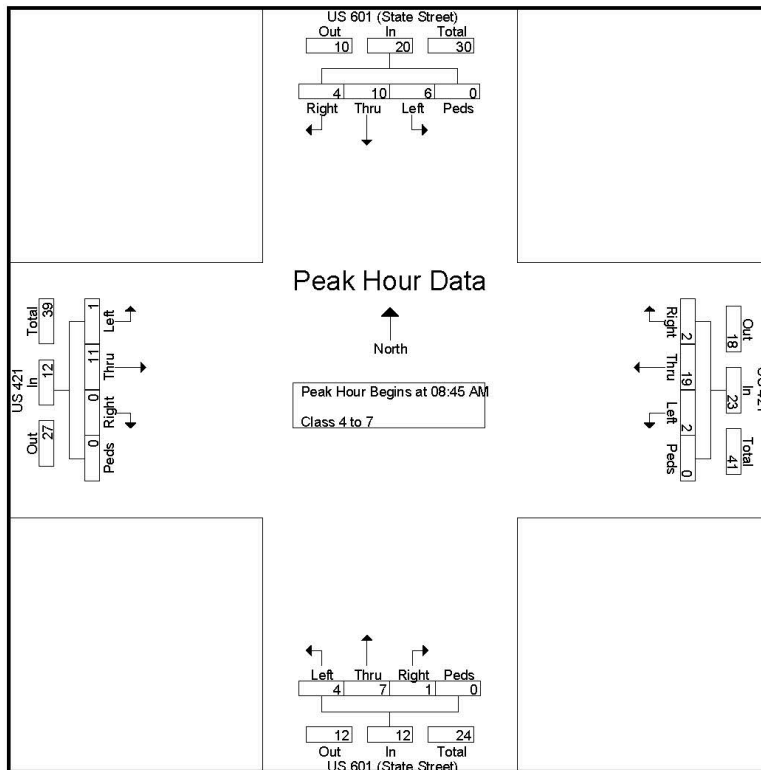 US 601 (State Street)
Out In Total
10 20 30
4 10 6 0
Right Thru Left Peds
Peak Hour Data
North
Peak Hour Begins at 08:45 AM
Class 4 to 7
US 421
Out In Total
27 12 39
1 11 0 0
Left Thru Right Peds
US 421
Out In Total
18 23 41
2 19 2 0
Right Thru Left Peds
Left Thru Right Peds
4 7 1 0
12 12 24
Out In Total
US 601 (State Street)